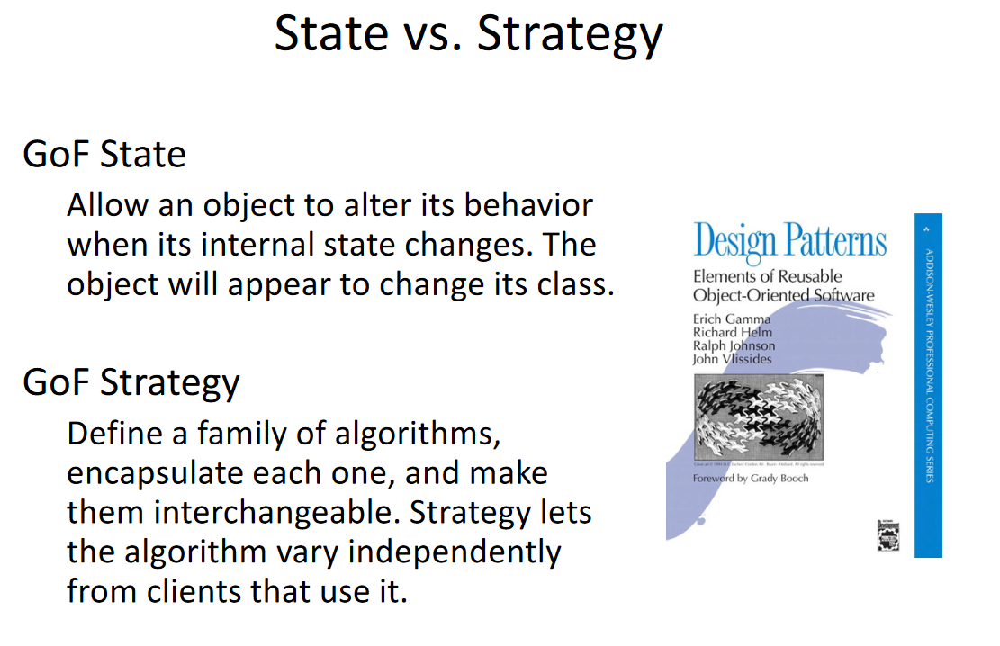 State vs. Strategy
GoF State
Allow an object to alter its behavior
when its internal state changes. The
object will appear to change its class.
GoF Strategy
Define a family of algorithms,
encapsulate each one, and make
them interchangeable. Strategy lets
the algorithm vary independently
from clients that use it.
Design Patterns
Elements of Reusable
Object-Oriented Software
Erich Gamma
Richard Helm
Ralph Johnson
John Vlissides
Foreword by Grady Booch
ADDISON-WESLEY PROFESSIONAL COMPUTING SERIES